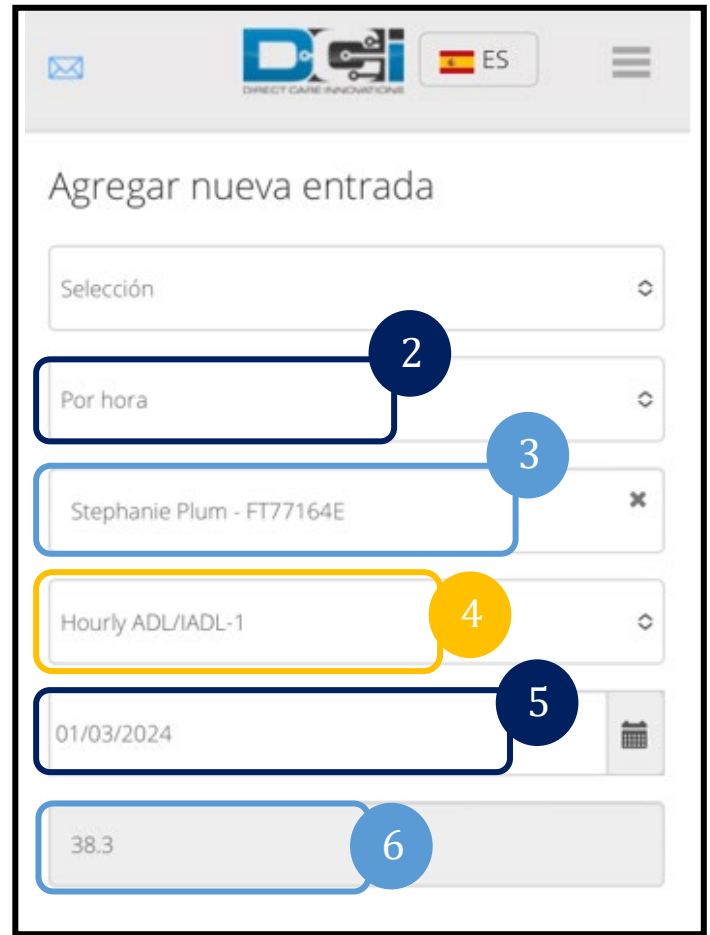 DCi
DIRECT CARE INNOVATIONS
ES
Agregar nueva entrada
Selección
2
Por hora
3
Stephanie Plum - FT77164E
4
Hourly ADL/IADL-1
5
01/03/2024
38.3
6